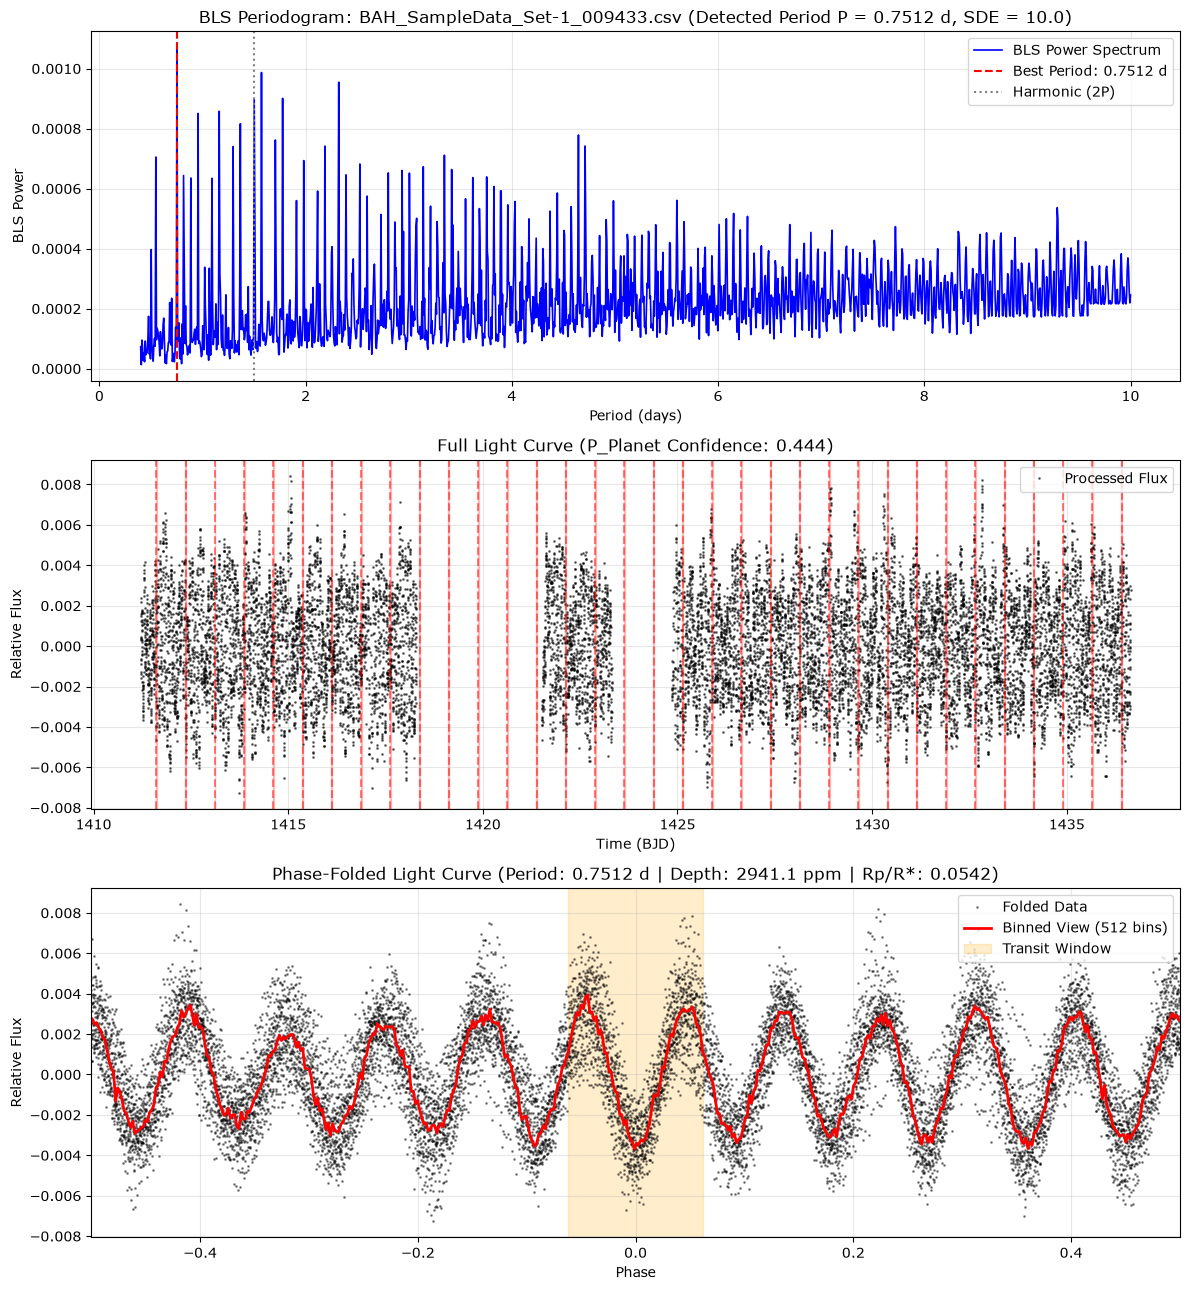 BLS Periodogram: BAH_SampleData_Set-1_009433.csv (Detected Period P = 0.7512 d, SDE = 10.0)
BLS Power
0.0010
0.0008
0.0006
0.0004
0.0002
0.0000
BLS Power Spectrum
Best Period: 0.7512 d
Harmonic (2P)
0 2 4 6 8 10
Period (days)
Full Light Curve (P_Planet Confidence: 0.444)
Relative Flux
0.008
0.006
0.004
0.002
0.000
−0.002
−0.004
−0.006
−0.008
Processed Flux
1410 1415 1420 1425 1430 1435
Time (BJD)
Phase-Folded Light Curve (Period: 0.7512 d | Depth: 2941.1 ppm | Rp/R*: 0.0542)
Relative Flux
0.008
0.006
0.004
0.002
0.000
−0.002
−0.004
−0.006
−0.008
Folded Data
Binned View (512 bins)
Transit Window
−0.4 −0.2 0.0 0.2 0.4
Phase